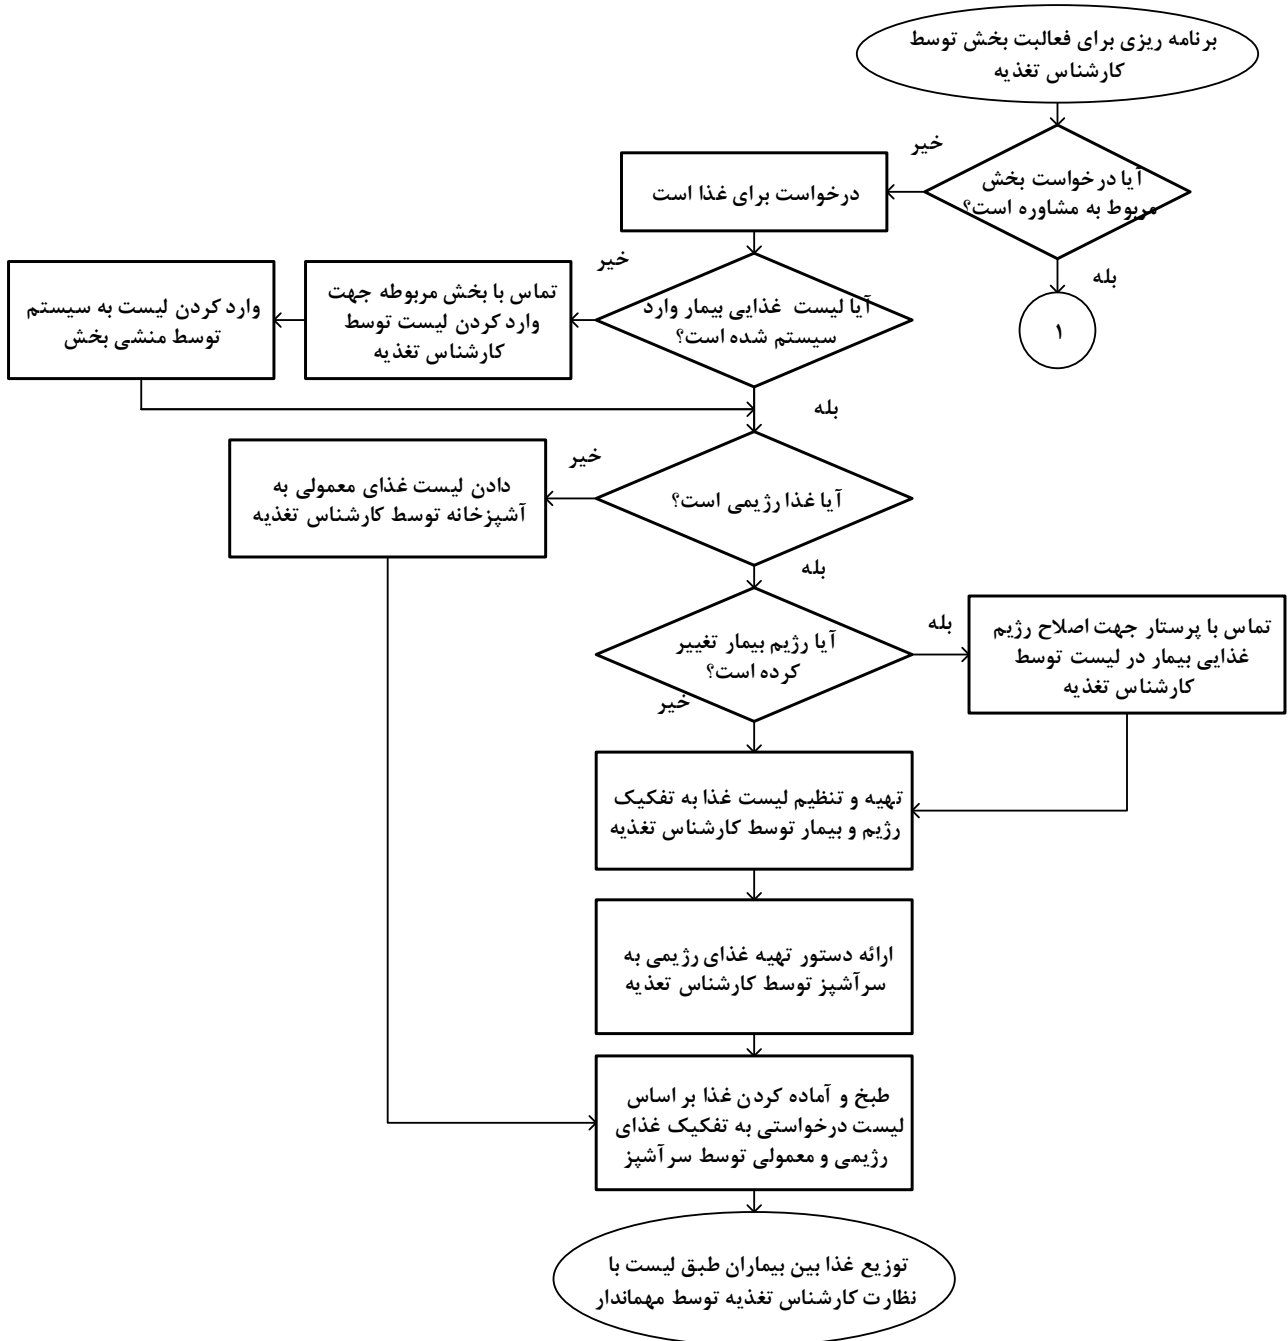 برنامه ریزی برای فعالیت بخش توسط
کارشناس تغذیه
خیر
آیا درخواست بخش
مربوط به مشاوره است؟
درخواست برای غذا است
بله
۱
خیر
آیا لیست غذایی بیمار وارد
سیستم شده است؟
تماس با بخش مربوطه جهت
وارد کردن لیست توسط
کارشناس تغذیه
وارد کردن لیست به سیستم
توسط منشی بخش
بله
خیر
آیا غذا رژیمی است؟
دادن لیست غذای معمولی به
آشپزخانه توسط کارشناس تغذیه
بله
آیا رژیم بیمار تغییر
کرده است؟
بله
تماس با پرستار جهت اصلاح رژیم
غذایی بیمار در لیست توسط
کارشناس تغذیه
خیر
تهیه و تنظیم لیست غذا به تفکیک
رژیم و بیمار توسط کارشناس تغذیه
ارائه دستور تهیه غذای رژیمی به
سرآشپز توسط کارشناس تعذیه
طبخ و آماده کردن غذا بر اساس
لیست درخواستی به تفکیک غذای
رژیمی و معمولی توسط سرآشپز
توزیع غذا بین بیماران طبق لیست با
نظارت کارشناس تغذیه توسط مهماندار